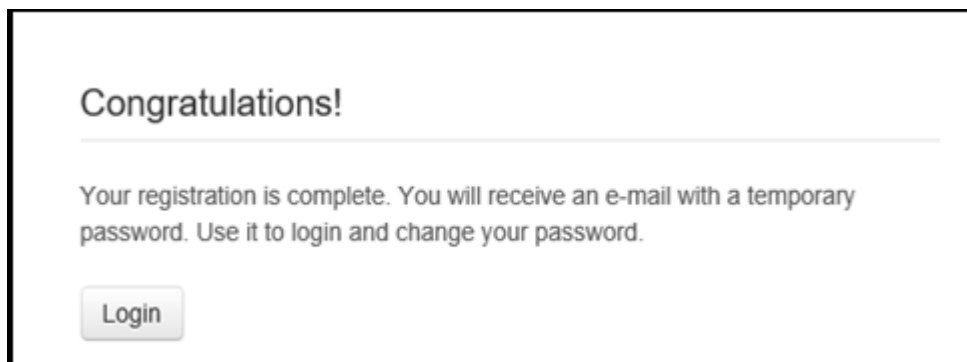 Congratulations!
Your registration is complete. You will receive an e-mail with a temporary
password. Use it to login and change your password.
Login